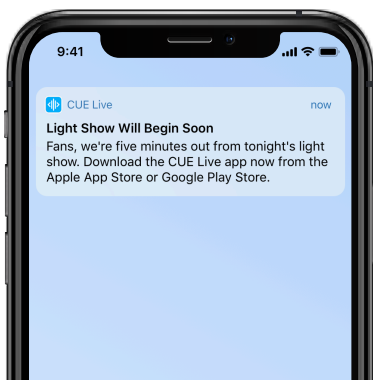 9:41
CUE Live now
Light Show Will Begin Soon
Fans, we're five minutes out from tonight's light
show. Download the CUE Live app now from the
Apple App Store or Google Play Store.